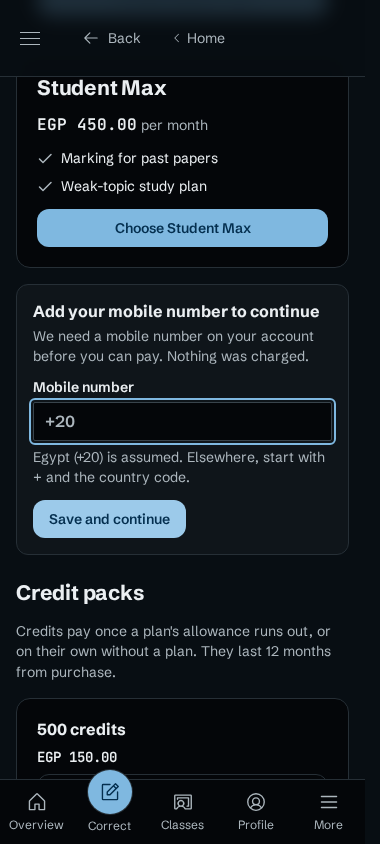 Back
Home
Student Max
EGP 450.00 per month
Marking for past papers
Weak-topic study plan
Choose Student Max
Add your mobile number to continue
We need a mobile number on your account
before you can pay. Nothing was charged.
Mobile number
+20
Egypt (+20) is assumed. Elsewhere, start with
+ and the country code.
Save and continue
Credit packs
Credits pay once a plan's allowance runs out, or
on their own without a plan. They last 12 months
from purchase.
500 credits
EGP 150.00
Overview
Correct
Classes
Profile
More